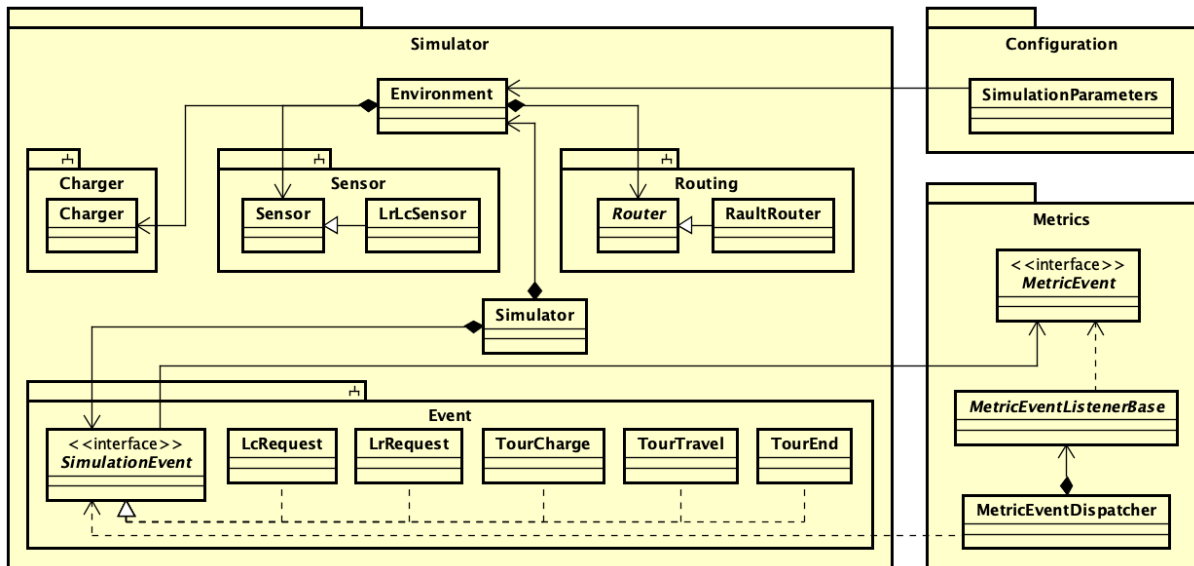 Simulator
Configuration
Environment
SimulationParameters
Charger
Sensor
Routing
Charger
Sensor
LrLcSensor
Router
RaultRouter
Metrics
<<interface>>
MetricEvent
Simulator
MetricEventListenerBase
Event
<<interface>>
SimulationEvent
LcRequest
LrRequest
TourCharge
TourTravel
TourEnd
MetricEventDispatcher